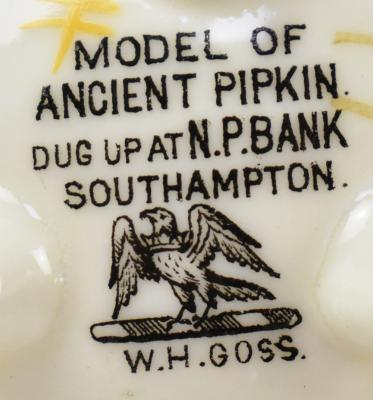 MODEL OF
ANCIENT PIPKIN.
DUG UP AT N.P.BANK
SOUTHAMPTON.
W.H.GOSS.